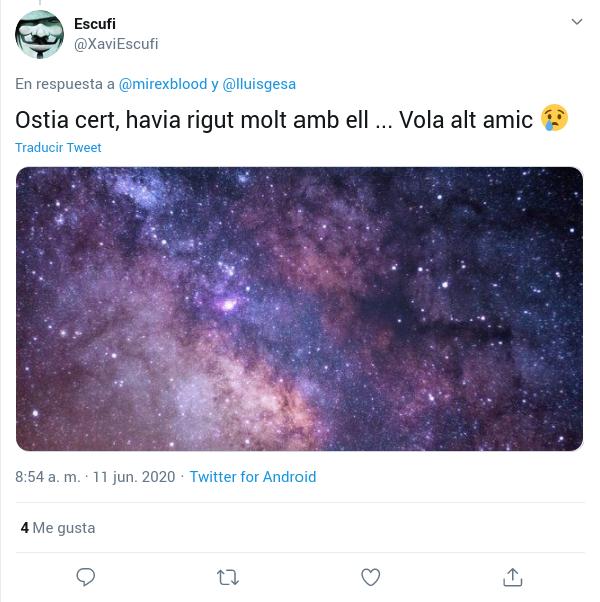 Escufi
@XaviEscufi
En respuesta a @mirexblood y @lluisgesa
Ostia cert, havia rigut molt amb ell ... Vola alt amic 😢
Traducir Tweet
8:54 a. m. · 11 jun. 2020 · Twitter for Android
4 Me gusta